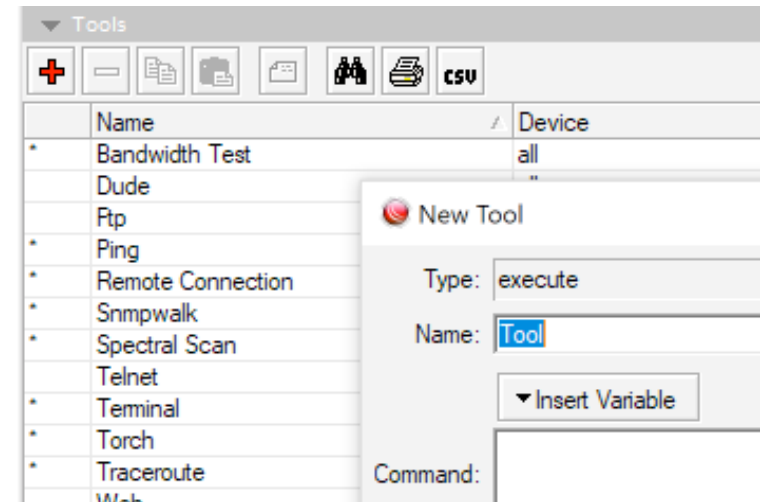 Tools
CSV
Name Device
* Bandwidth Test all
Dude
Ftp
* Ping
* Remote Connection
* Snmpwalk
* Spectral Scan
Telnet
* Terminal
* Torch
* Traceroute
New Tool
Type: execute
Name: Tool
Insert Variable
Command: